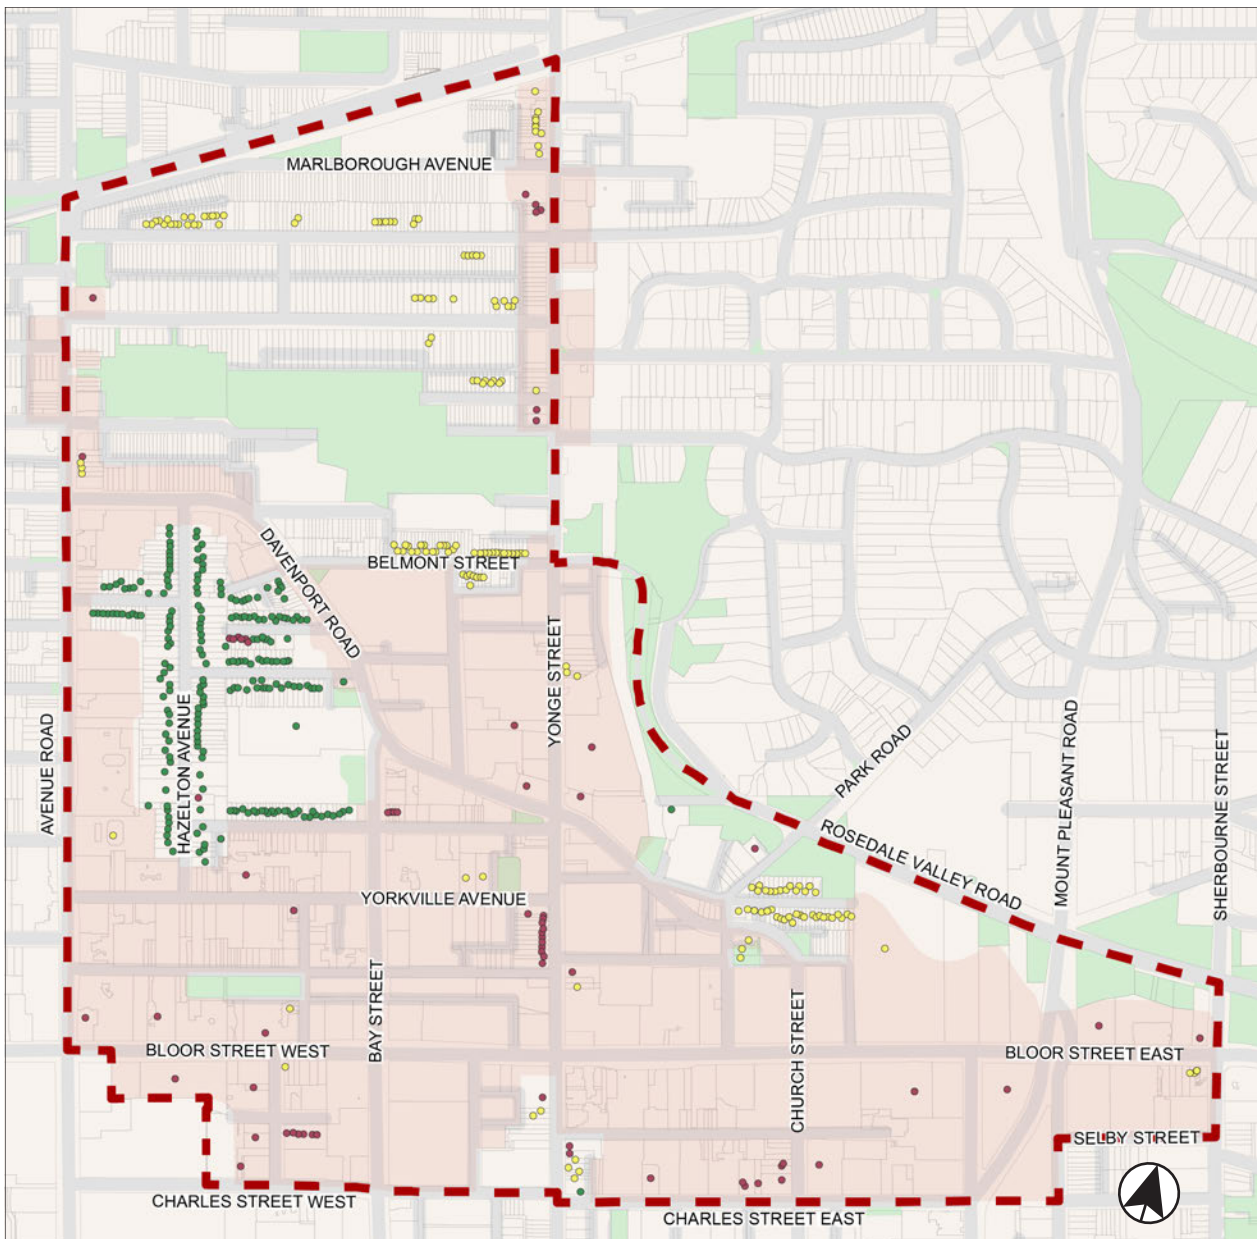 MARLBOROUGH AVENUE
DAVENPORT ROAD
BELMONT STREET
YONGE STREET
AVENUE ROAD
HAZELTON AVENUE
PARK ROAD
MOUNT PLEASANT ROAD
SHERBOURNE STREET
ROSEDALE VALLEY ROAD
YORKVILLE AVENUE
BAY STREET
CHURCH STREET
BLOOR STREET WEST
BLOOR STREET EAST
SELBY STREET
CHARLES STREET WEST
CHARLES STREET EAST